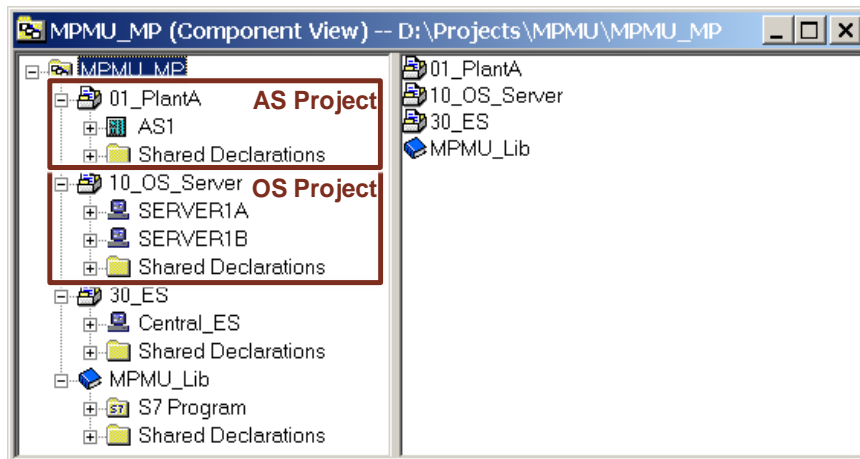 MPMU_MP (Component View) -- D:\Projects\MPMU\MPMU_MP
MPMU_MP
01_PlantA AS Project
AS1
Shared Declarations
10_OS_Server OS Project
SERVER1A
SERVER1B
Shared Declarations
30_ES
Central_ES
Shared Declarations
MPMU_Lib
S7 S7 Program
Shared Declarations
01_PlantA
10_OS_Server
30_ES
MPMU_Lib